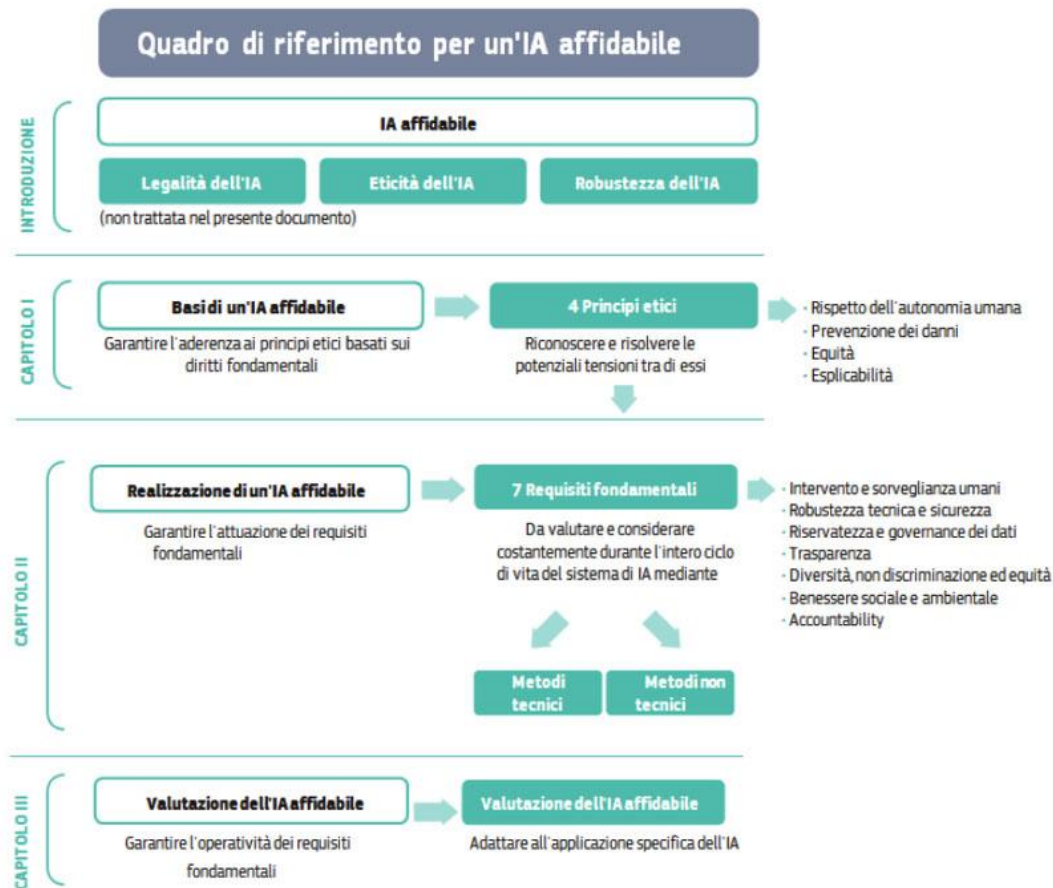 Quadro di riferimento per un'IA affidabile
INTRODUZIONE
IA affidabile
Legalità dell'IA
Eticità dell'IA
Robustezza dell'IA
(non trattata nel presente documento)
CAPITOLO I
Basi di un'IA affidabile
Garantire l'aderenza ai principi etici basati sui
diritti fondamentali
4 Principi etici
Riconoscere e risolvere le
potenziali tensioni tra di essi
· Rispetto dell'autonomia umana
· Prevenzione dei danni
· Equità
· Esplicabilità
CAPITOLO II
Realizzazione di un'IA affidabile
Garantire l'attuazione dei requisiti
fondamentali
7 Requisiti fondamentali
Da valutare e considerare
costantemente durante l'intero ciclo
di vita del sistema di IA mediante
· Intervento e sorveglianza umani
· Robustezza tecnica e sicurezza
· Riservatezza e governance dei dati
· Trasparenza
· Diversità, non discriminazione ed equità
· Benessere sociale e ambientale
· Accountability
Metodi
tecnici
Metodi non
tecnici
CAPITOLO III
Valutazione dell'IA affidabile
Garantire l'operatività dei requisiti
fondamentali
Valutazione dell'IA affidabile
Adattare all'applicazione specifica dell'IA